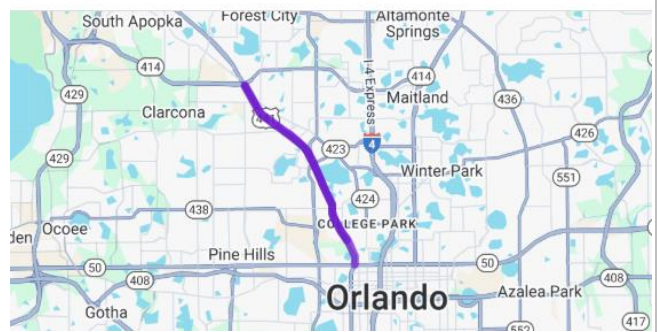 South Apopka
Forest City
Altamonte
Springs
414
I-4 Express
414
429
Clarcona
Maitland
436
423
4
426
429
Winter Park
551
424
438
COLLEGE PARK
Ocoee
Pine Hills
50
50
408
408
Orlando
Azalea Park
Gotha
417
552